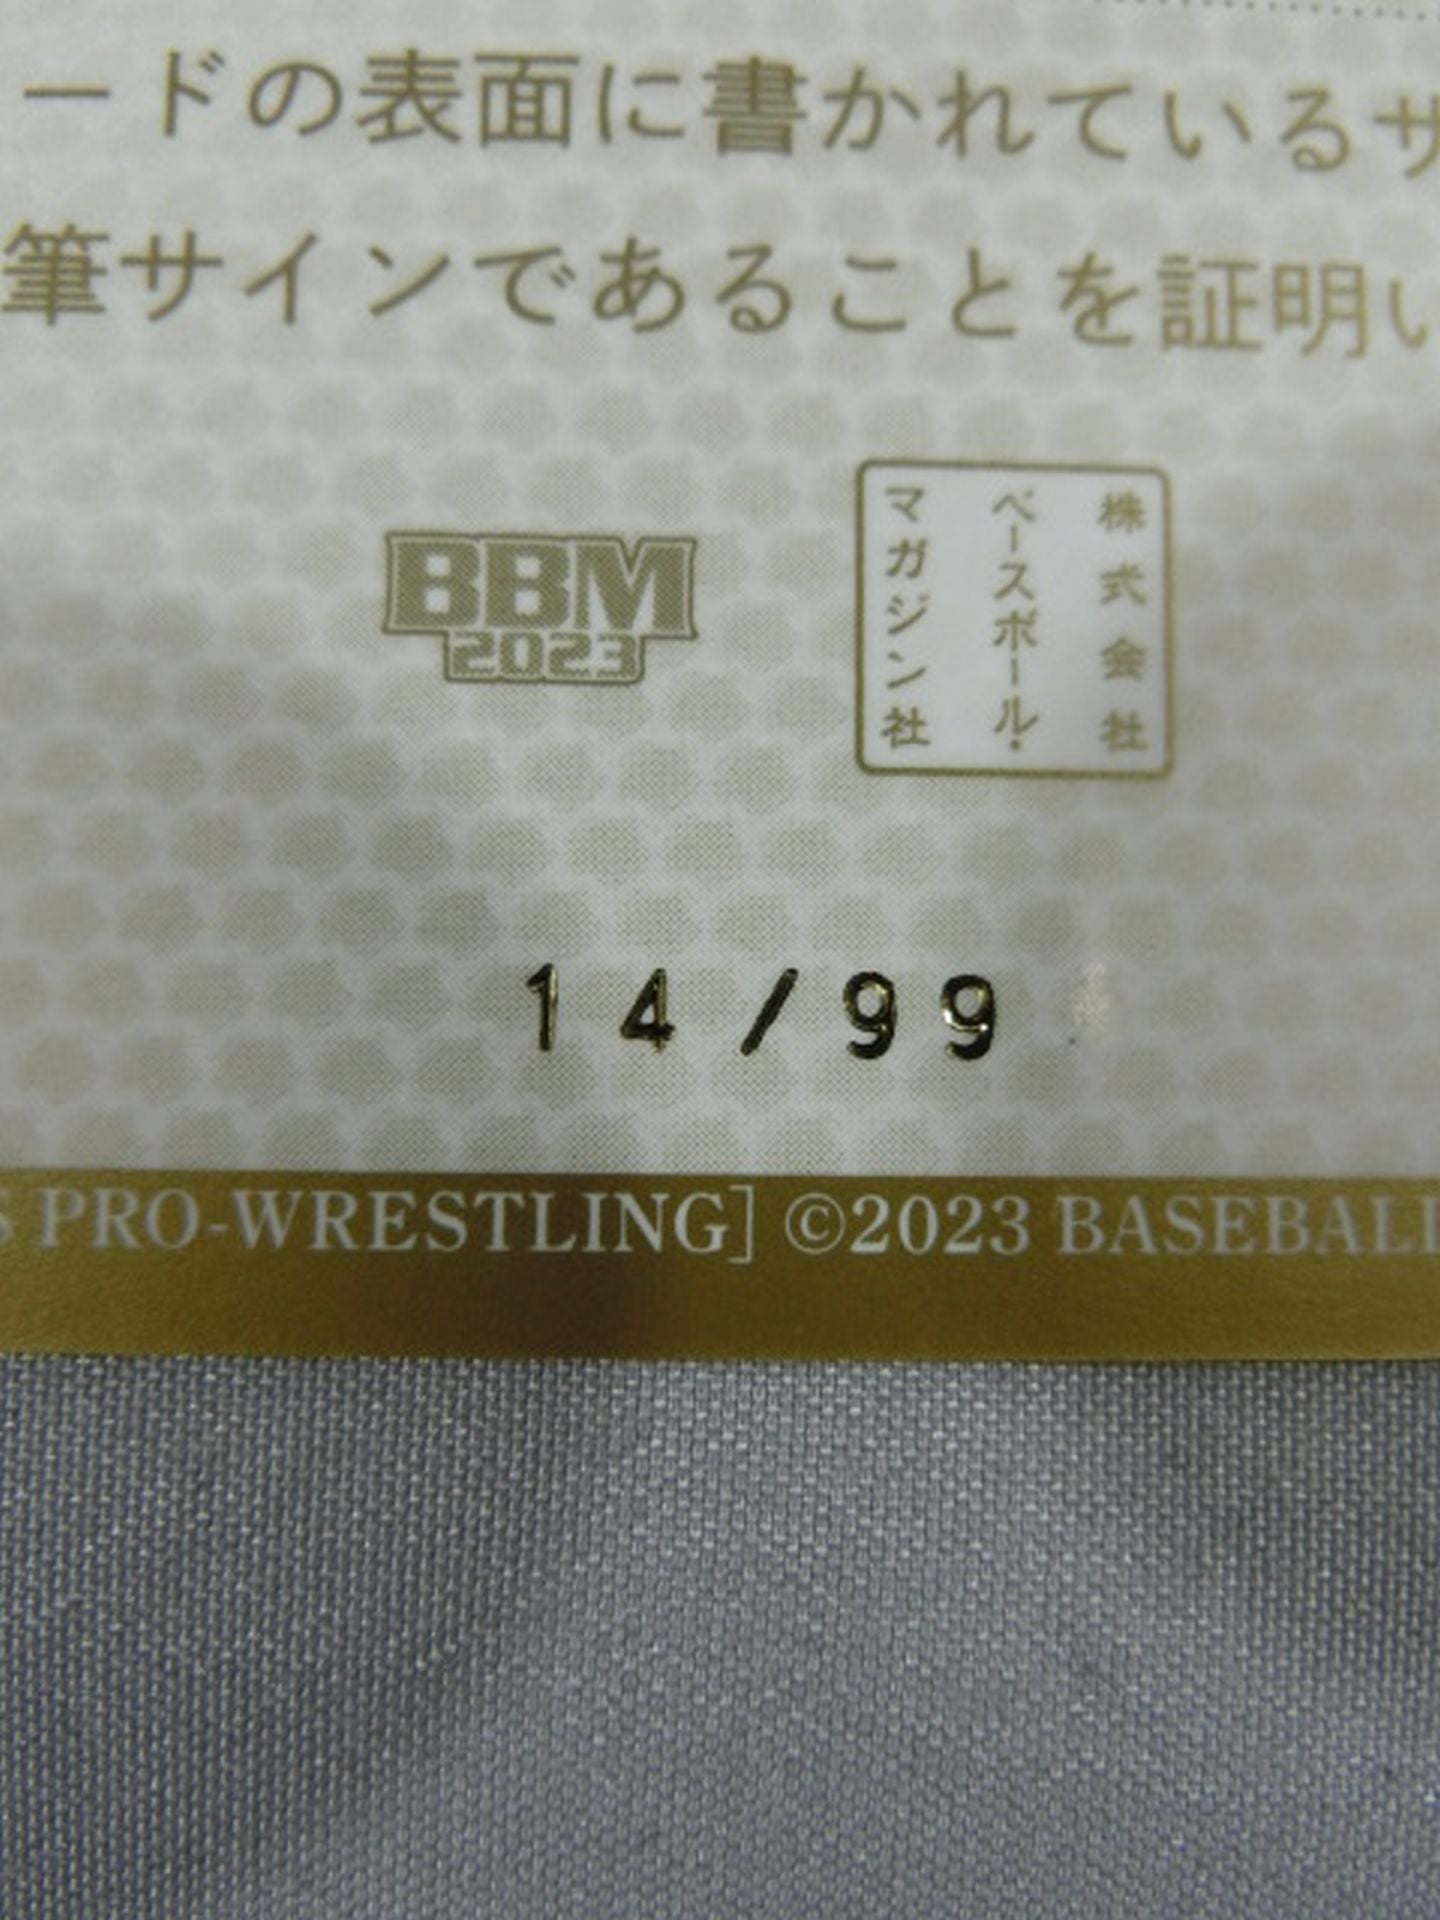 ードの表面に書かれているサ
筆サインであることを証明い
BBM
2023
株式会社
ベースボール・
マガジン社
14/99
S PRO-WRESTLING] ©2023 BASEBALL